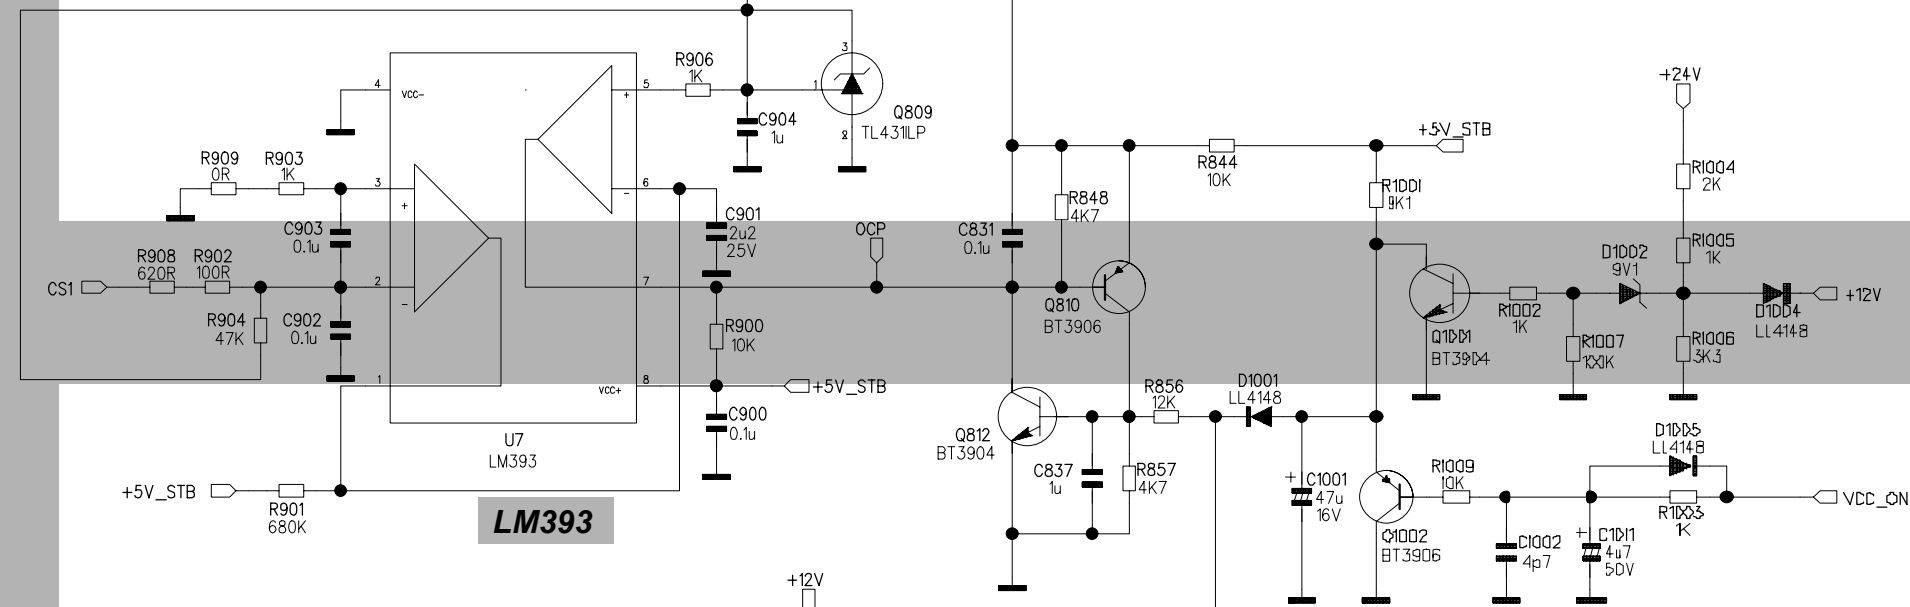 4
VCC-
R906
1K
5
+
3
1
2
Q809
TL431ILP
C904
1u
R909
0R
R903
1K
3
+
6
-
C903
0.1u
C901
2u2
25V
OCP
CS1
R908
620R
R902
100R
2
-
7
R904
47K
C902
0.1u
R900
10K
1
VCC+
8
+5V_STB
C900
0.1u
U7
LM393
+5V_STB
R901
680K
LM393
+12V
R844
10K
+5V_STB
R848
4K7
C831
0.1u
Q810
BT3906
R1001
9K1
+24V
R1004
2K
R1005
1K
D1002
9V1
+12V
D1004
LL4148
R1002
1K
Q1001
BT3904
R1007
R1006
3K3
R856
12K
D1001
LL4148
Q812
BT3904
C837
1u
R857
4K7
+
C1001
47u
16V
R1009
10K
Q1002
BT3906
D1005
LL4148
R1003
1K
VCC_ON
C1002
4p7
+
C1011
4u7
50V